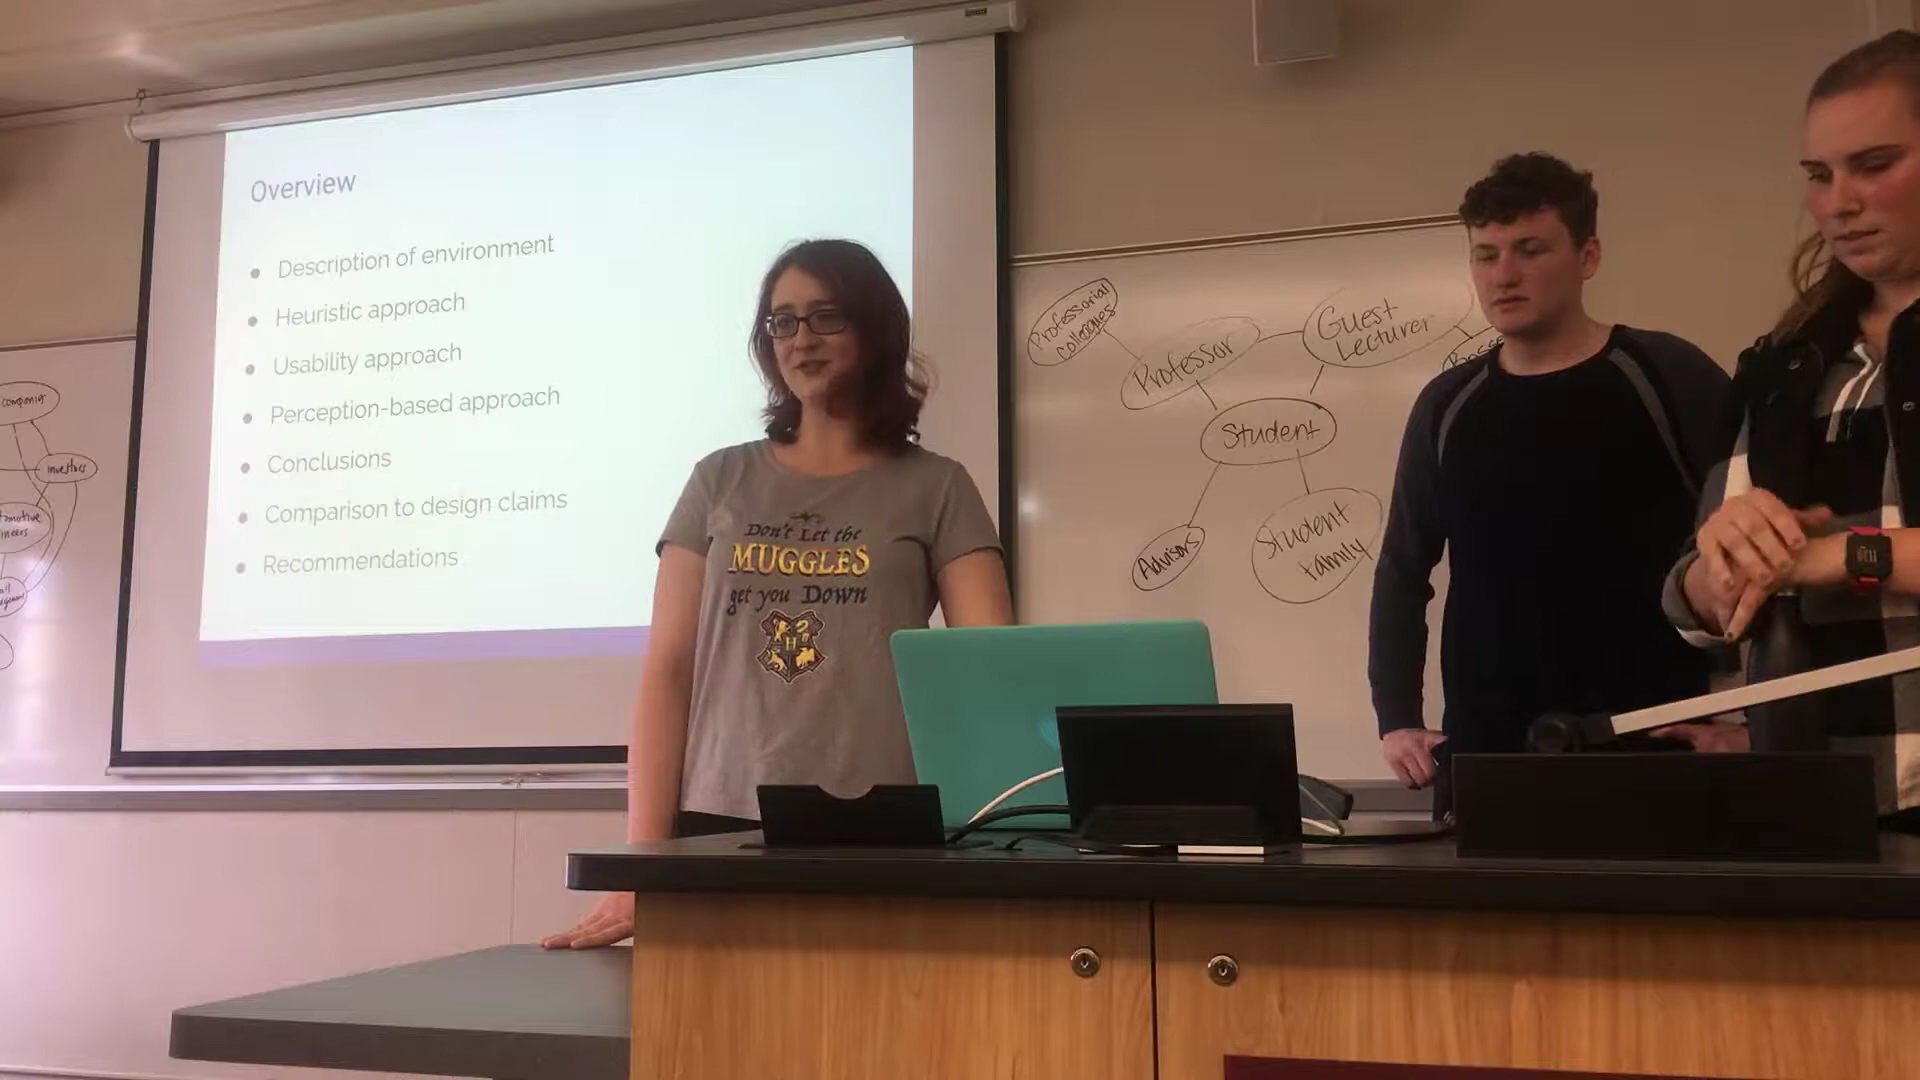 Overview
Description of environment
Heuristic approach
Usability approach
Perception-based approach
Conclusions
Comparison to design claims
Recommendations
Don't Let the
MUGGLES
get you Down
H
Professorial
Colleagues
Professor
Guest
Lecturer
Student
Advisors
Student
family
investors